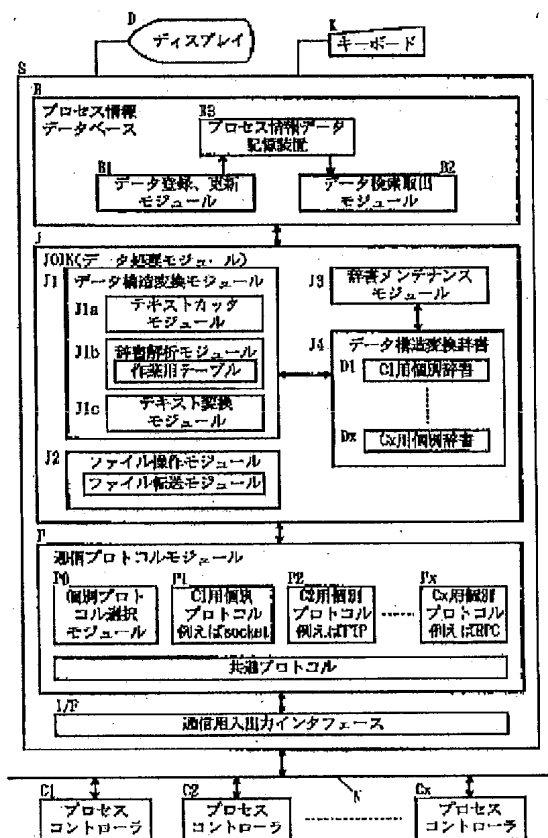 D
ディスプレイ
K
キーボード
S
B
プロセス情報
データベース
B3
プロセス情報データ
記憶装置
B1
データ登録、更新
モジュール
B2
データ検索取出
モジュール
J
JOIK(データ処理モジュール)
J1
データ構造変換モジュール
J1a
テキストカッタ
モジュール
J1b
辞書解析モジュール
作業用テーブル
J1c
テキスト変換
モジュール
J2
ファイル操作モジュール
ファイル転送モジュール
J3
辞書メンテナンス
モジュール
J4
データ構造変換辞書
D1
C1用個別辞書
Dx
Cx用個別辞書
P
通信プロトコルモジュール
P0
個別プロト
コル選択
モジュール
P1
C1用個別
プロトコル
例えばsocket
P2
C2用個別
プロトコル
例えばFTP
Px
Cx用個別
プロトコル
例えばRPC
共通プロトコル
I/F
通信用入出力インタフェース
N
C1
プロセス
コントローラ
C2
プロセス
コントローラ
Cx
プロセス
コントローラ